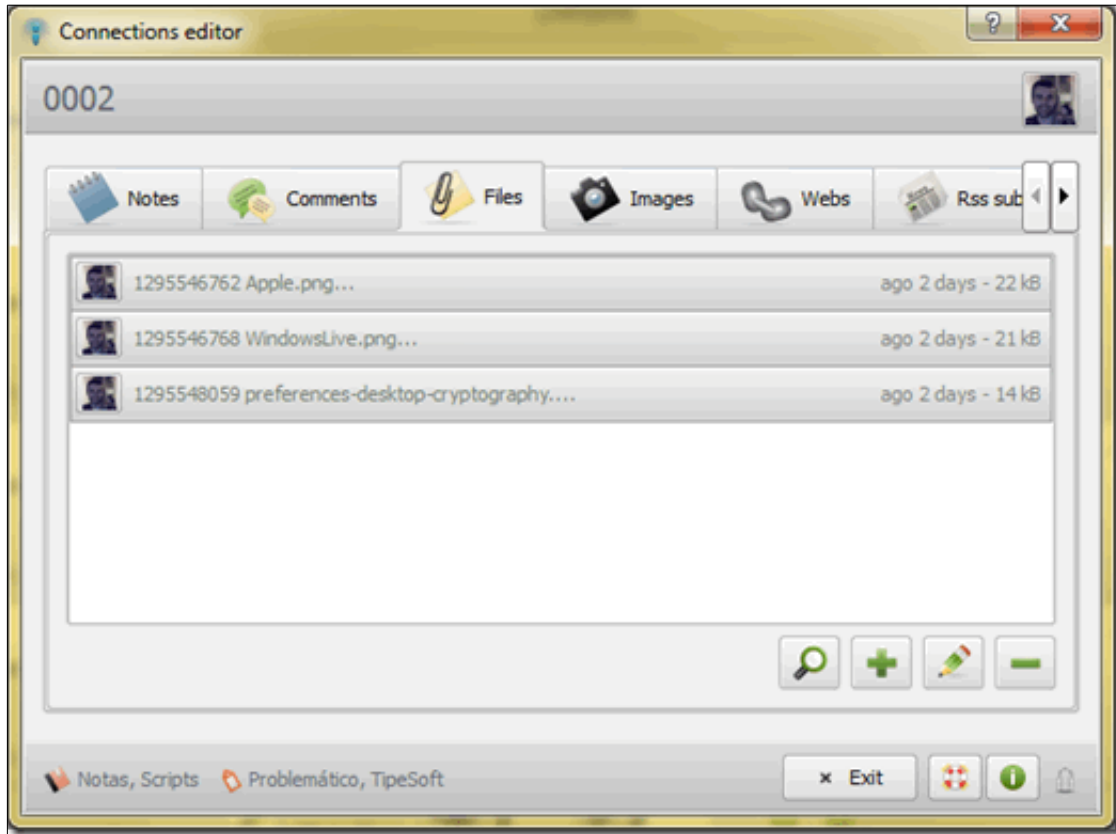 Connections editor
0002
Notes
Comments
Files
Images
Webs
Rss sub
1295546762 Apple.png... ago 2 days - 22 kB
1295546768 WindowsLive.png... ago 2 days - 21 kB
1295548059 preferences-desktop-cryptography.... ago 2 days - 14 kB
Notas, Scripts
Problemático, TipeSoft
× Exit